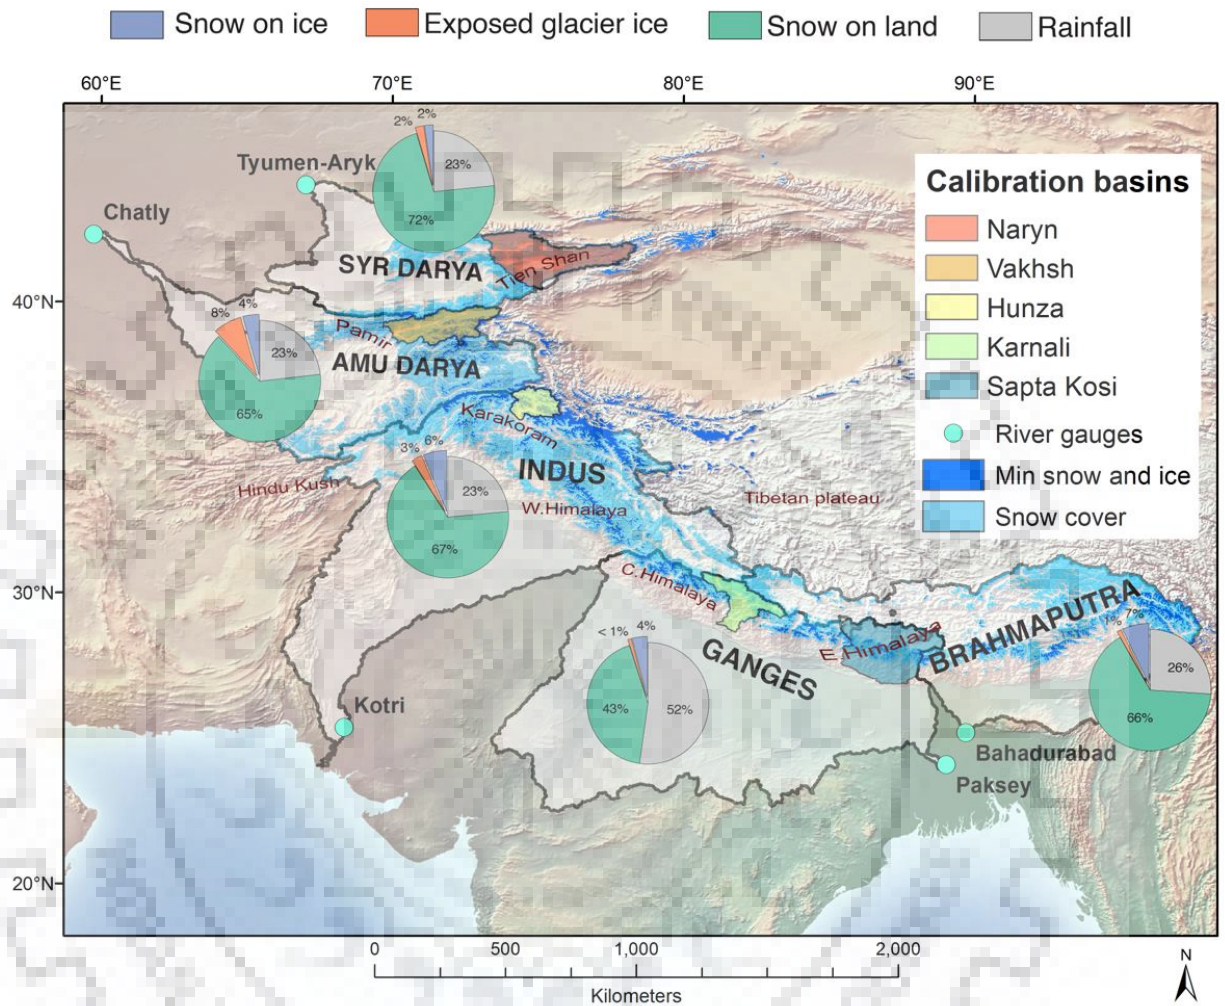 Snow on ice Exposed glacier ice Snow on land Rainfall
60°E 70°E 80°E 90°E
40°N
30°N
20°N
Tyumen-Aryk
Chatly
2% 2%
23%
72%
SYR DARYA
Tien Shan
8% 4%
23%
65%
Pamir
AMU DARYA
Karakoram
3% 6%
23%
67%
INDUS
Hindu Kush
W.Himalaya
Tibetan plateau
C.Himalaya
< 1% 4%
43% 52%
GANGES
E.Himalaya
BRAHMAPUTRA
1% 7%
26%
66%
Kotri
Bahadurabad
Paksey
Calibration basins
Naryn
Vakhsh
Hunza
Karnali
Sapta Kosi
River gauges
Min snow and ice
Snow cover
0 500 1,000 2,000
Kilometers
N